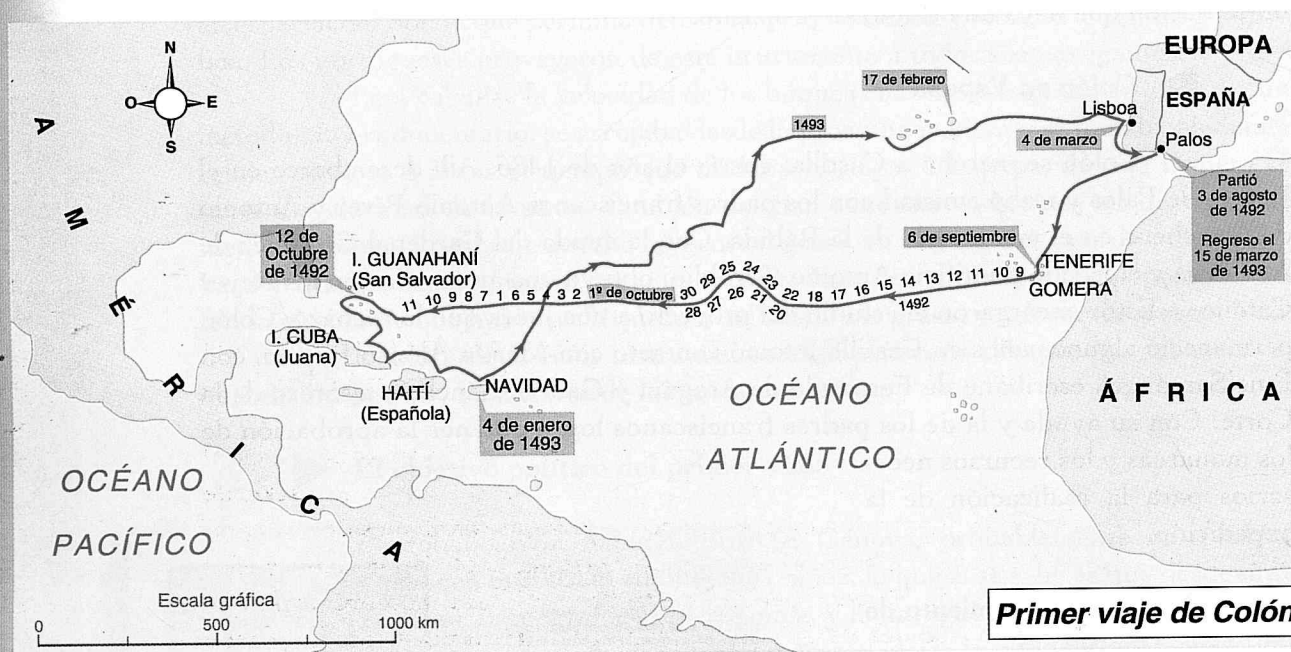 N
O
E
S
AMÉRICA
EUROPA
ESPAÑA
17 de febrero
Lisboa
1493
4 de marzo
Palos
Partió
3 de agosto
de 1492
Regreso el
15 de marzo
de 1493
12 de
Octubre
de 1492
I. GUANAHANÍ
(San Salvador)
6 de septiembre
TENERIFE
GOMERA
11 10 9 8 7 1 6 5 4 3 2 1º de octubre 30 29 25 24 23 22 18 17 16 15 14 13 12 11 10 9
28 27 26 21 20
1492
I. CUBA
(Juana)
HAITÍ
(Española)
NAVIDAD
4 de enero
de 1493
OCÉANO
ATLÁNTICO
ÁFRICA
OCÉANO
PACÍFICO
Escala gráfica
0 500 1000 km
Primer viaje de Colón